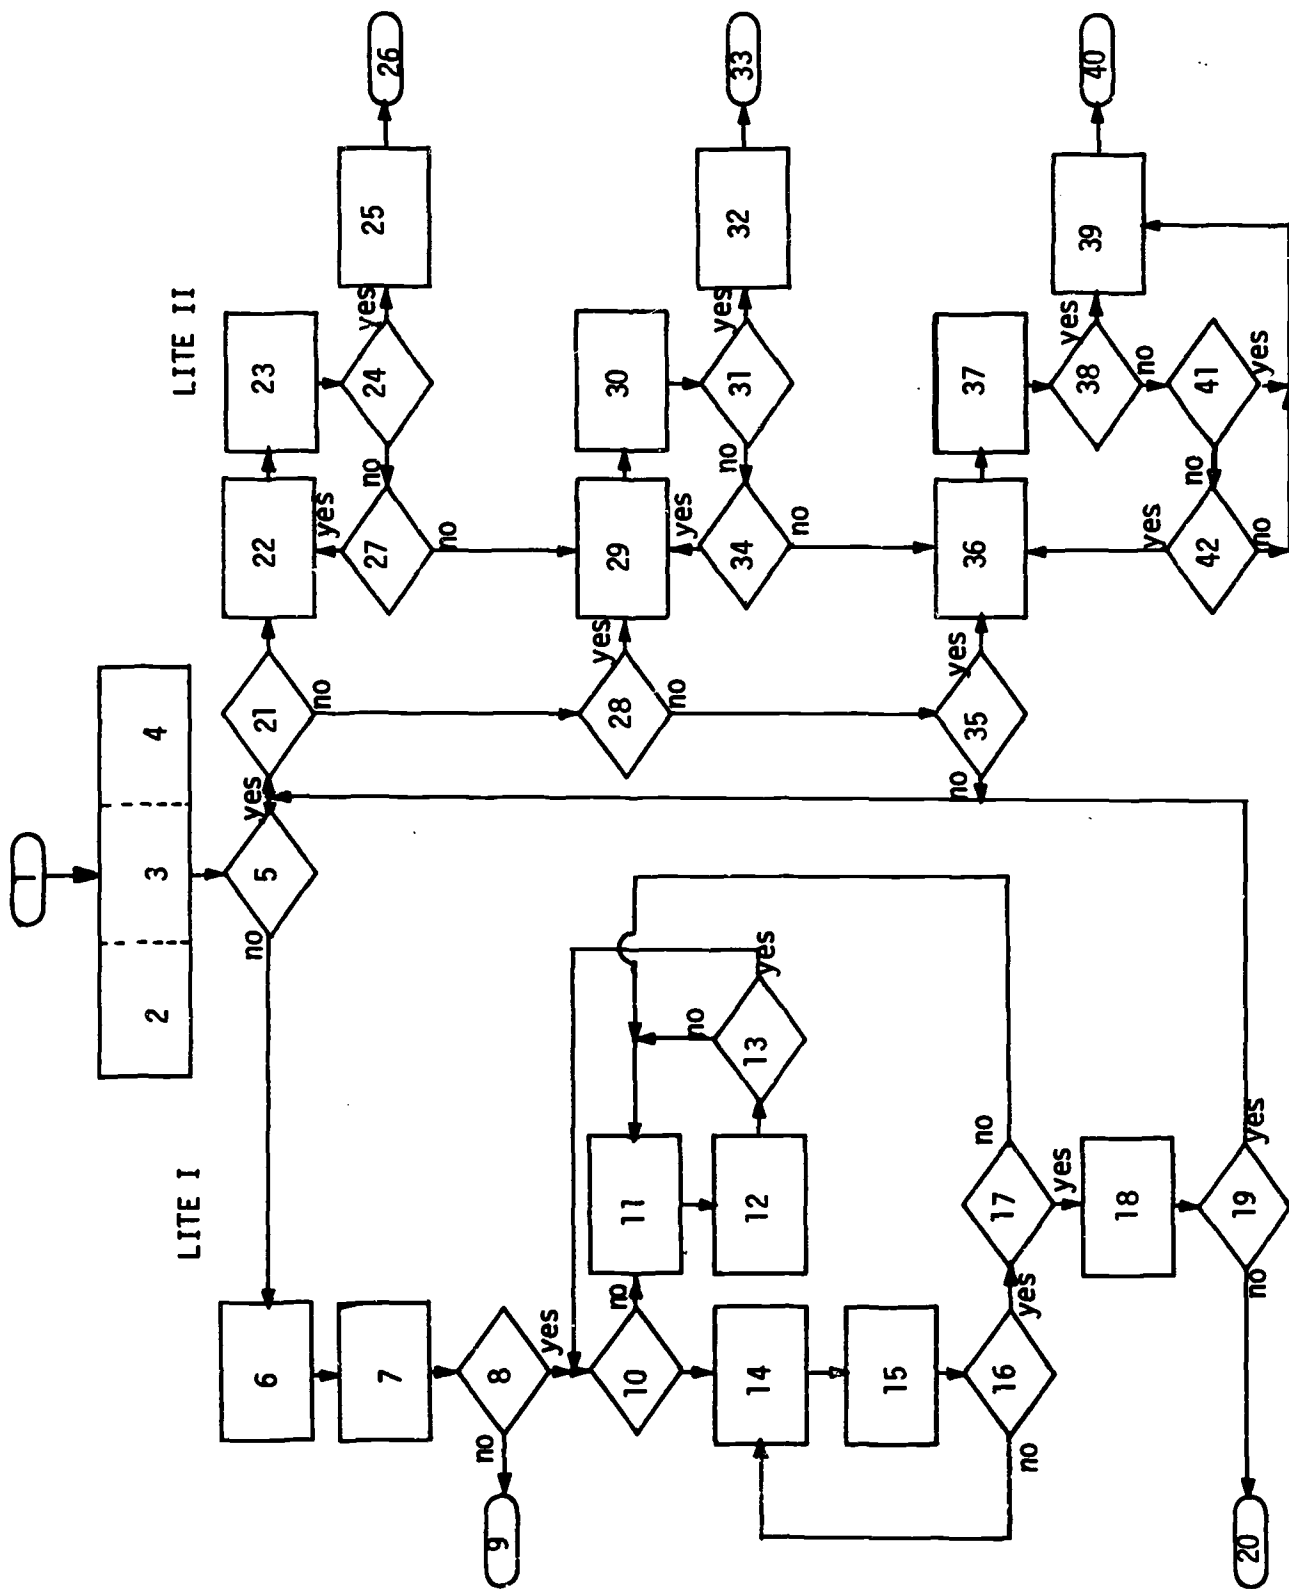 1
2 3 4
LITE I
LITE II
no
yes
6
5
21
22
23
no
yes
yes
7
27
no
24
25
26
no
no
9
8
yes
yes
no
10
11
28
29
30
no
yes
yes
no
14
12
13
34
no
31
32
33
no
15
yes
no
16
yes
17
no
yes
35
36
37
no
yes
yes
18
38
39
40
no
yes
no
20
19
yes
42
no
41
yes
no